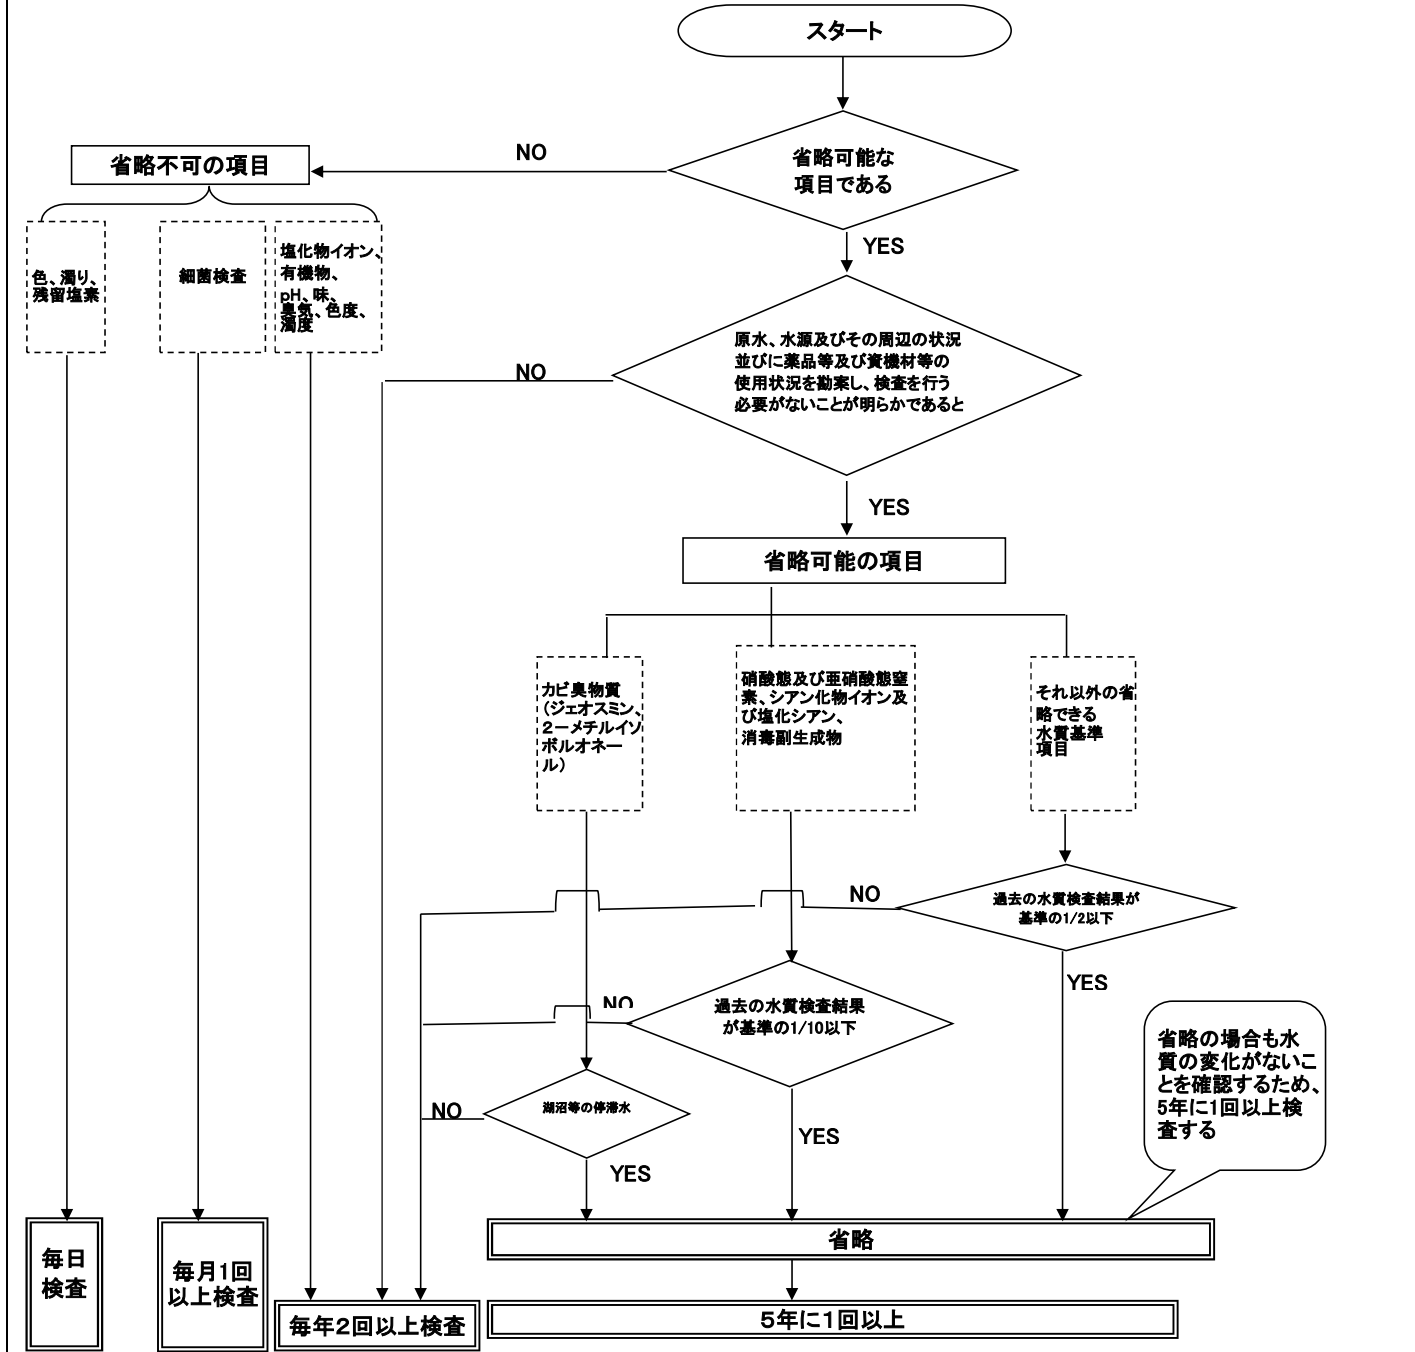 スタート
省略可能な
項目である
NO
省略不可の項目
YES
色、濁り、
残留塩素
細菌検査
塩化物イオン、
有機物、
pH、味、
臭気、色度、
濁度
原水、水源及びその周辺の状況
並びに薬品等及び資機材等の
使用状況を勘案し、検査を行う
必要がないことが明らかであると
NO
YES
省略可能の項目
カビ臭物質
(ジェオスミン、
2－メチルイソ
ボルオネー
ル)
硝酸態及び亜硝酸態窒
素、シアン化物イオン及
び塩化シアン、
消毒副生成物
それ以外の省
略できる
水質基準
項目
NO
過去の水質検査結果が
基準の1/2以下
YES
NO
過去の水質検査結果
が基準の1/10以下
省略の場合も水
質の変化がないこ
とを確認するため、
5年に1回以上検
査する
NO
湖沼等の停滞水
YES
YES
毎日
検査
毎月1回
以上検査
省略
毎年2回以上検査
5年に1回以上